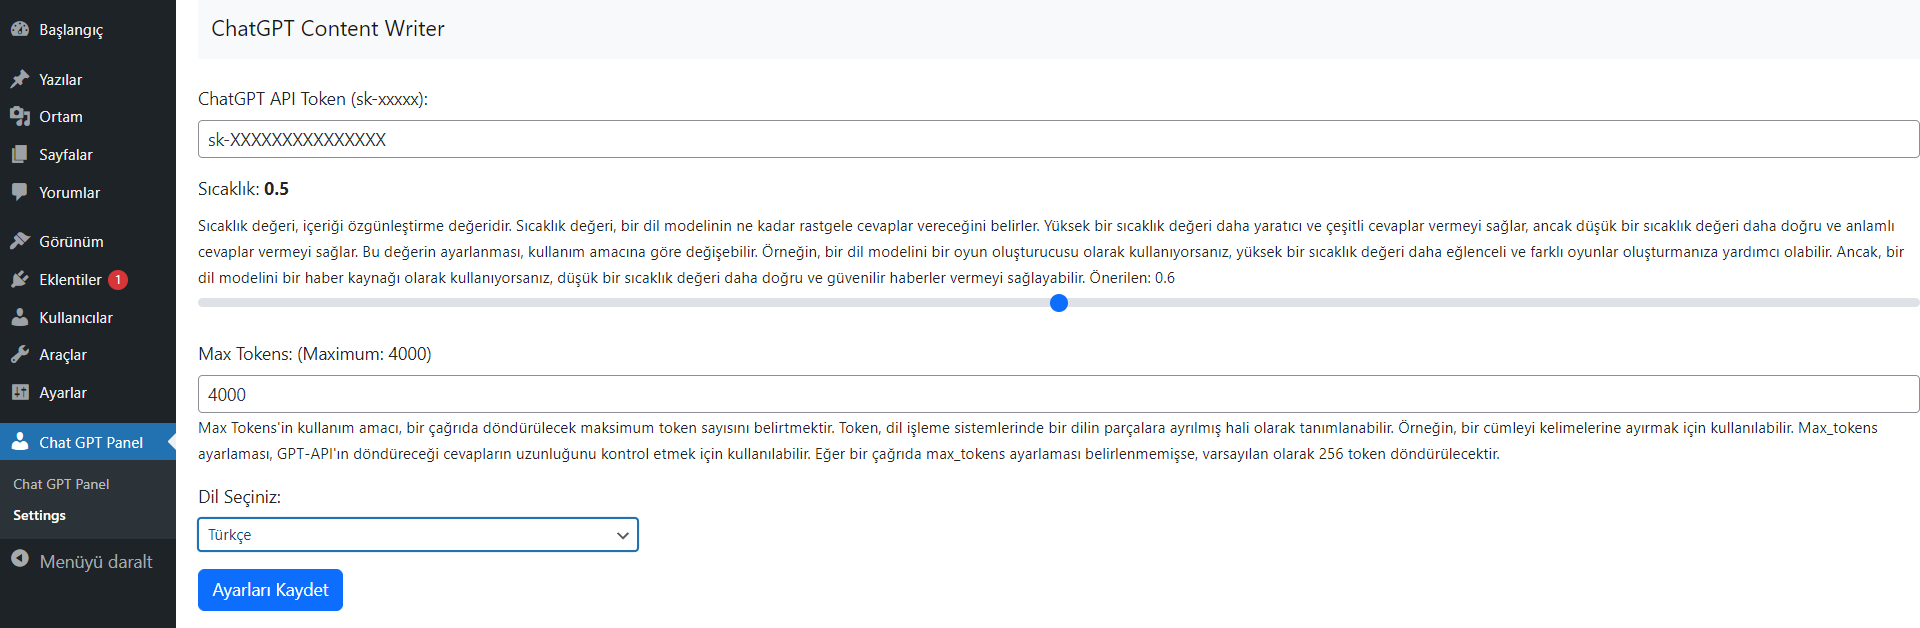 Başlangıç
Yazılar
Ortam
Sayfalar
Yorumlar
Görünüm
Eklentiler 1
Kullanıcılar
Araçlar
Ayarlar
Chat GPT Panel
Chat GPT Panel
Settings
Menüyü daralt
ChatGPT Content Writer
ChatGPT API Token (sk-xxxxx):
sk-XXXXXXXXXXXXXXX
Sıcaklık: 0.5
Sıcaklık değeri, içeriği özgünleştirme değeridir. Sıcaklık değeri, bir dil modelinin ne kadar rastgele cevaplar vereceğini belirler. Yüksek bir sıcaklık değeri daha yaratıcı ve çeşitli cevaplar vermeyi sağlar, ancak düşük bir sıcaklık değeri daha doğru ve anlamlı
cevaplar vermeyi sağlar. Bu değerin ayarlanması, kullanım amacına göre değişebilir. Örneğin, bir dil modelini bir oyun oluşturucusu olarak kullanıyorsanız, yüksek bir sıcaklık değeri daha eğlenceli ve farklı oyunlar oluşturmanıza yardımcı olabilir. Ancak, bir
dil modelini bir haber kaynağı olarak kullanıyorsanız, düşük bir sıcaklık değeri daha doğru ve güvenilir haberler vermeyi sağlayabilir. Önerilen: 0.6
Max Tokens: (Maximum: 4000)
4000
Max Tokens'in kullanım amacı, bir çağrıda döndürülecek maksimum token sayısını belirtmektir. Token, dil işleme sistemlerinde bir dilin parçalara ayrılmış hali olarak tanımlanabilir. Örneğin, bir cümleyi kelimelerine ayırmak için kullanılabilir. Max_tokens
ayarlaması, GPT-API'ın döndüreceği cevapların uzunluğunu kontrol etmek için kullanılabilir. Eğer bir çağrıda max_tokens ayarlaması belirlenmemişse, varsayılan olarak 256 token döndürülecektir.
Dil Seçiniz:
Türkçe
Ayarları Kaydet